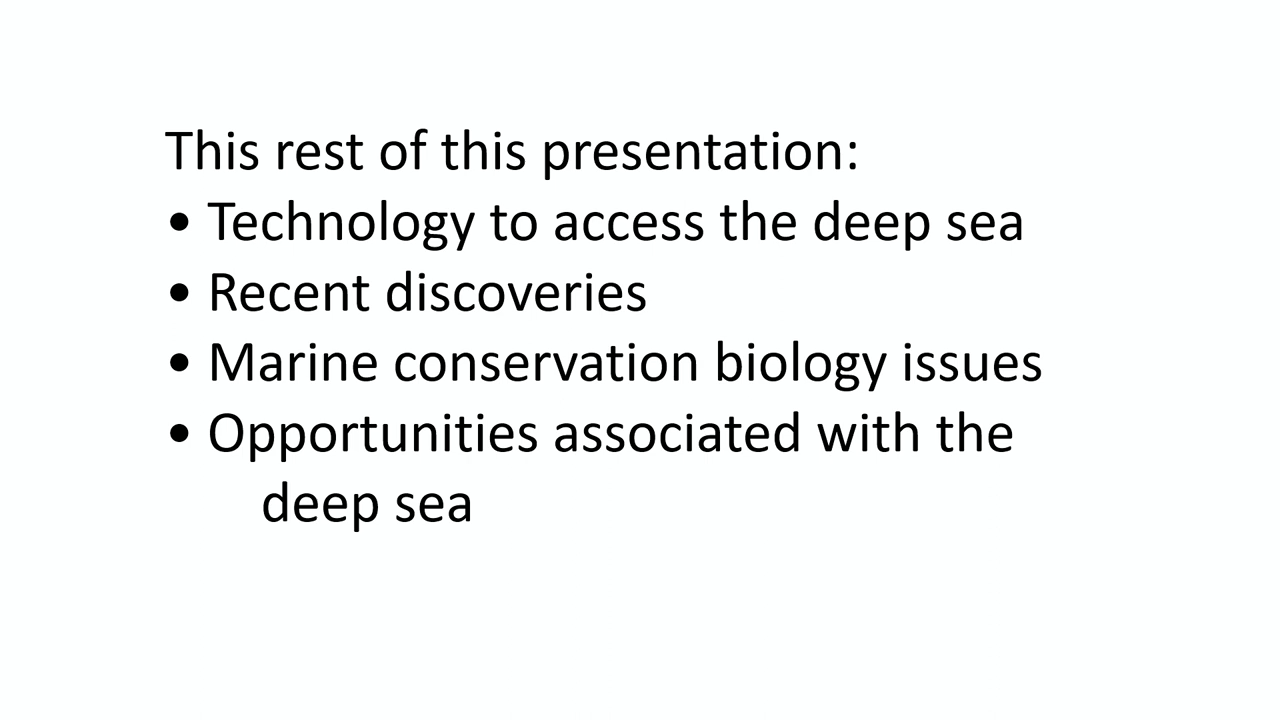 This rest of this presentation:
• Technology to access the deep sea
• Recent discoveries
• Marine conservation biology issues
• Opportunities associated with the
deep sea